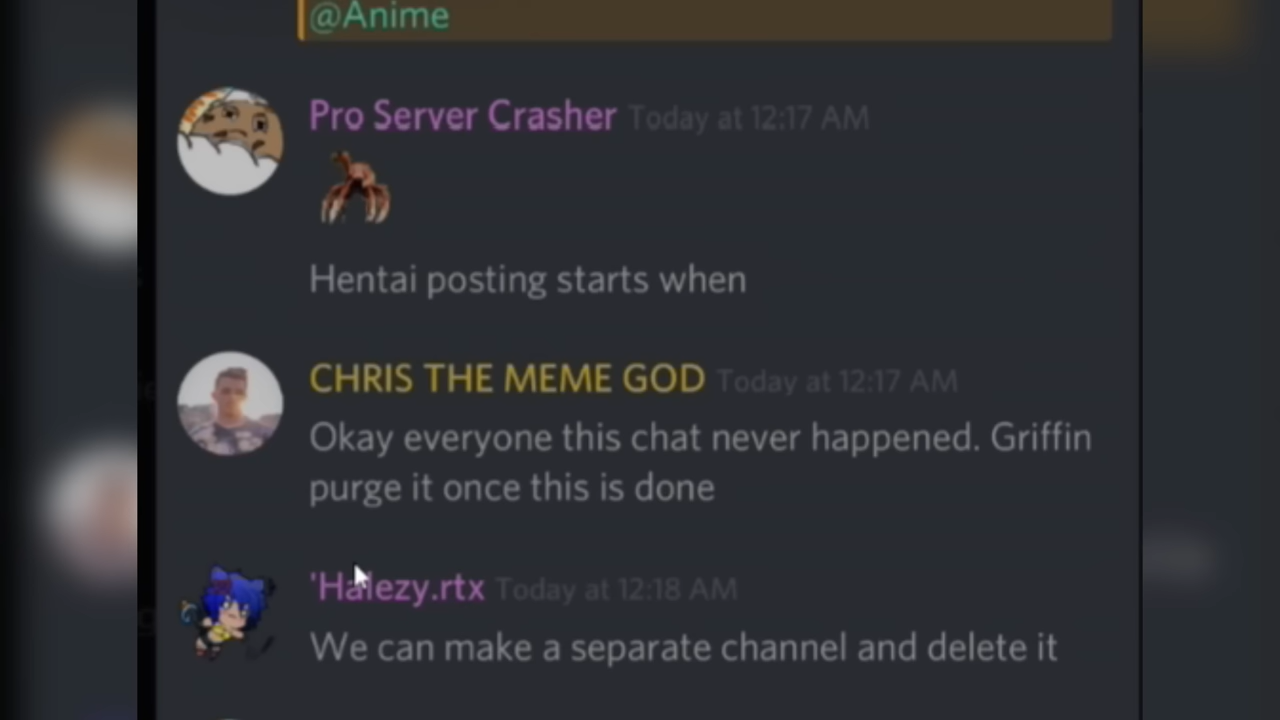 @Anime
Pro Server Crasher Today at 12:17 AM
Hentai posting starts when
CHRIS THE MEME GOD Today at 12:17 AM
Okay everyone this chat never happened. Griffin
purge it once this is done
'Halezy.rtx Today at 12:18 AM
We can make a separate channel and delete it